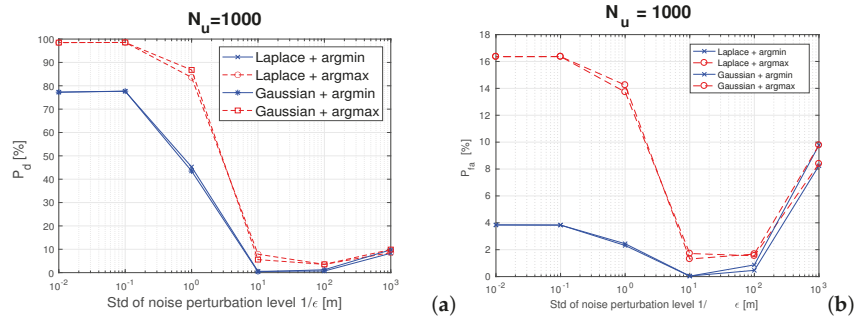 N_u=1000
P_d [%]
100
90
80
70
60
50
40
30
20
10
0
Laplace + argmin
Laplace + argmax
Gaussian + argmin
Gaussian + argmax
10^-2 10^-1 10^0 10^1 10^2 10^3
Std of noise perturbation level 1/ϵ [m]
(a)
N_u = 1000
P_fa [%]
18
16
14
12
10
8
6
4
2
0
Laplace + argmin
Laplace + argmax
Gaussian + argmin
Gaussian + argmax
10^-2 10^-1 10^0 10^1 10^2 10^3
Std of noise perturbation level 1/ ϵ [m]
(b)